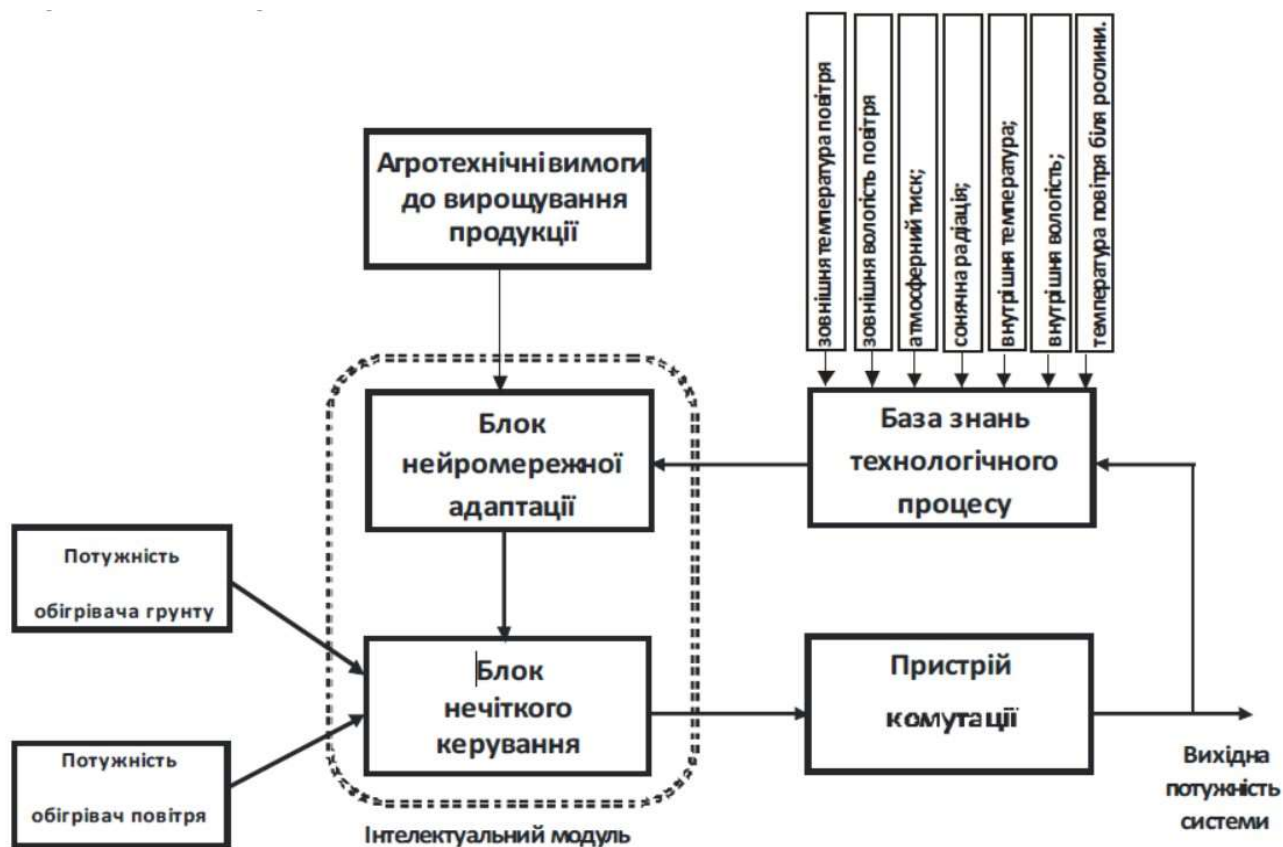 зовнішня температура повітря
зовнішня вологість повітря
атмосферний тиск;
сонячна радіація;
внутрішня температура;
внутрішня вологість;
температура повітря біля рослини.
Агротехнічні вимоги
до вирощування
продукції
Блок
нейромережної
адаптації
База знань
технологічного
процесу
Потужність
обігрівача грунту
Блок
нечіткого
керування
Пристрій
комутації
Потужність
обігрівач повітря
Вихідна
потужність
системи
Інтелектуальний модуль